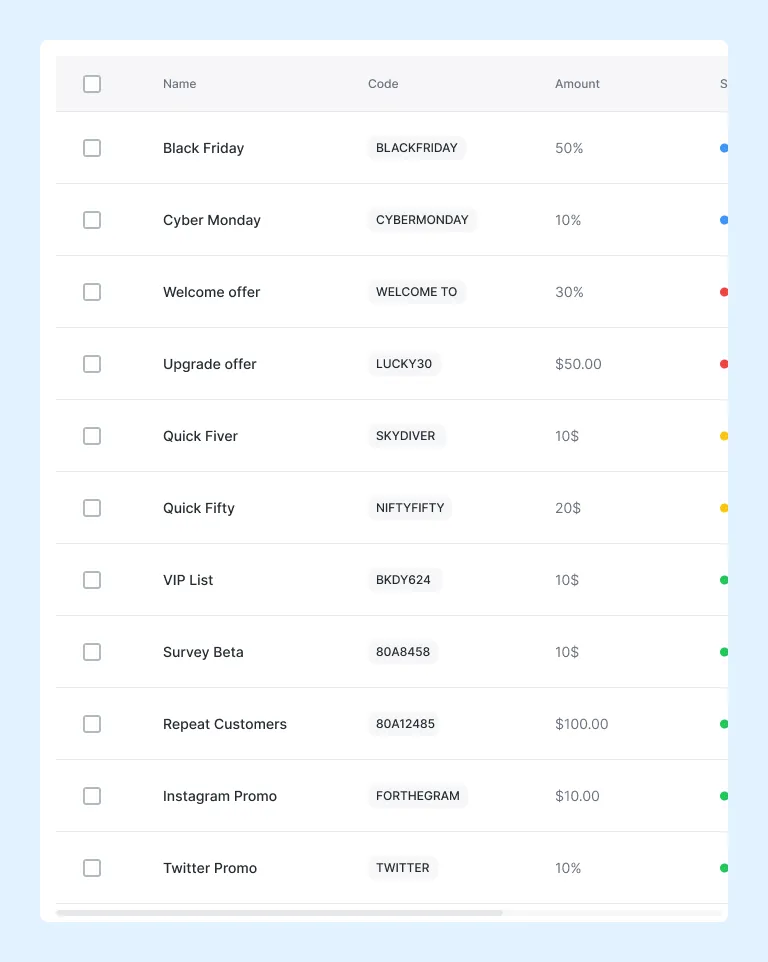 Name Code Amount S
Black Friday BLACKFRIDAY 50%
Cyber Monday CYBERMONDAY 10%
Welcome offer WELCOME TO 30%
Upgrade offer LUCKY30 $50.00
Quick Fiver SKYDIVER 10$
Quick Fifty NIFTYFIFTY 20$
VIP List BKDY624 10$
Survey Beta 80A8458 10$
Repeat Customers 80A12485 $100.00
Instagram Promo FORTHEGRAM $10.00
Twitter Promo TWITTER 10%